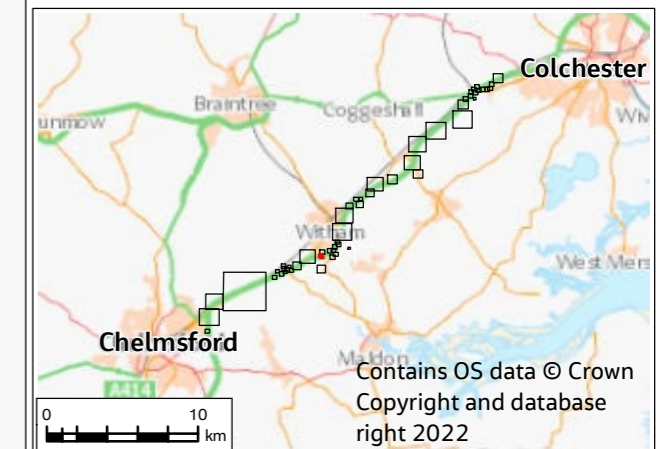 Colchester
Braintree
Coggeshall
unmow
Wiv
Witham
West Mers
Chelmsford
Maldon
Contains OS data © Crown
Copyright and database
right 2022
A414
0 10
km